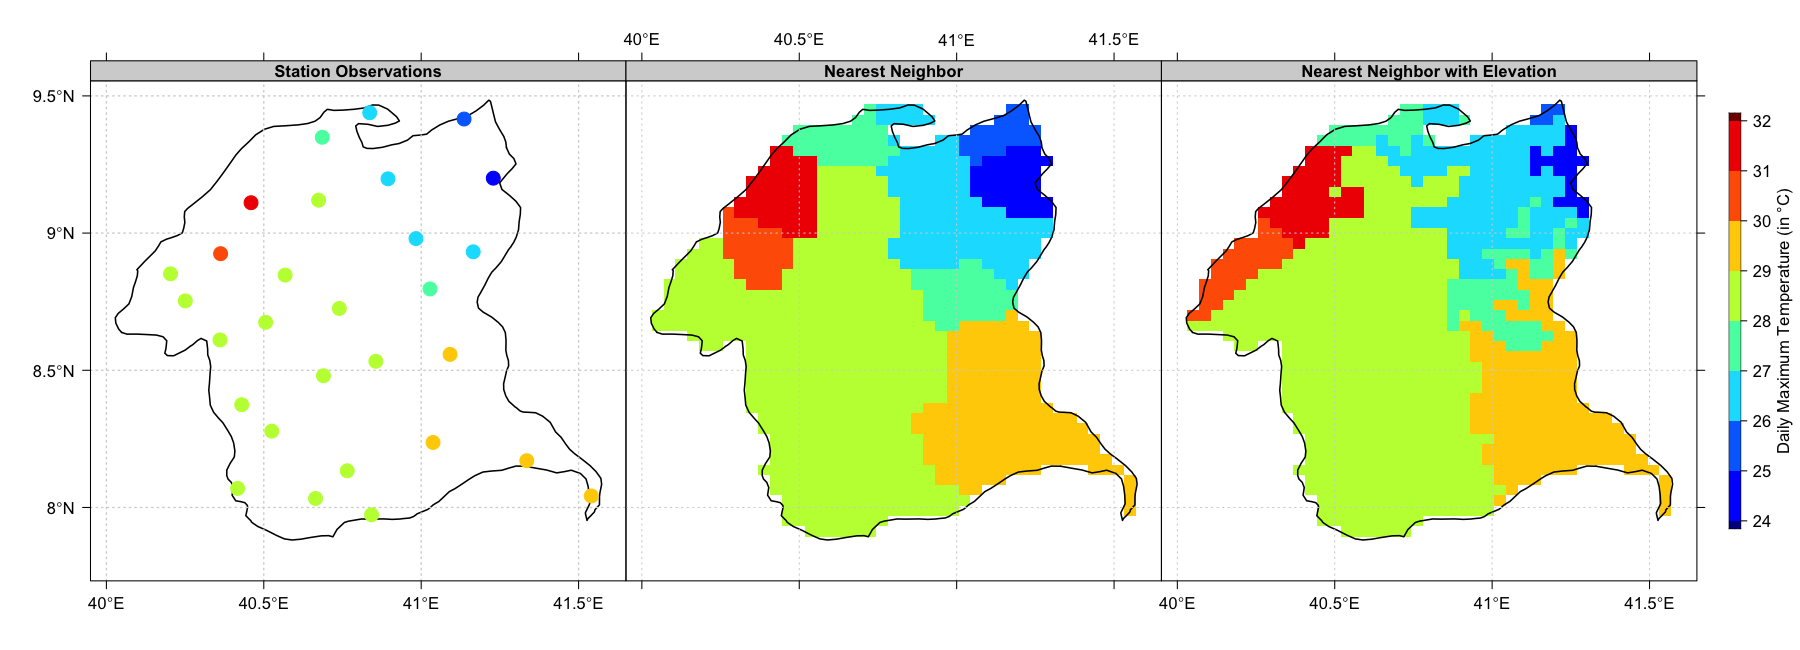 40°E 40.5°E 41°E 41.5°E
Station Observations Nearest Neighbor Nearest Neighbor with Elevation
9.5°N
9°N
8.5°N
8°N
40°E 40.5°E 41°E 41.5°E 40°E 40.5°E 41°E 41.5°E
32
31
30
29
28
27
26
25
24
Daily Maximum Temperature (in °C)